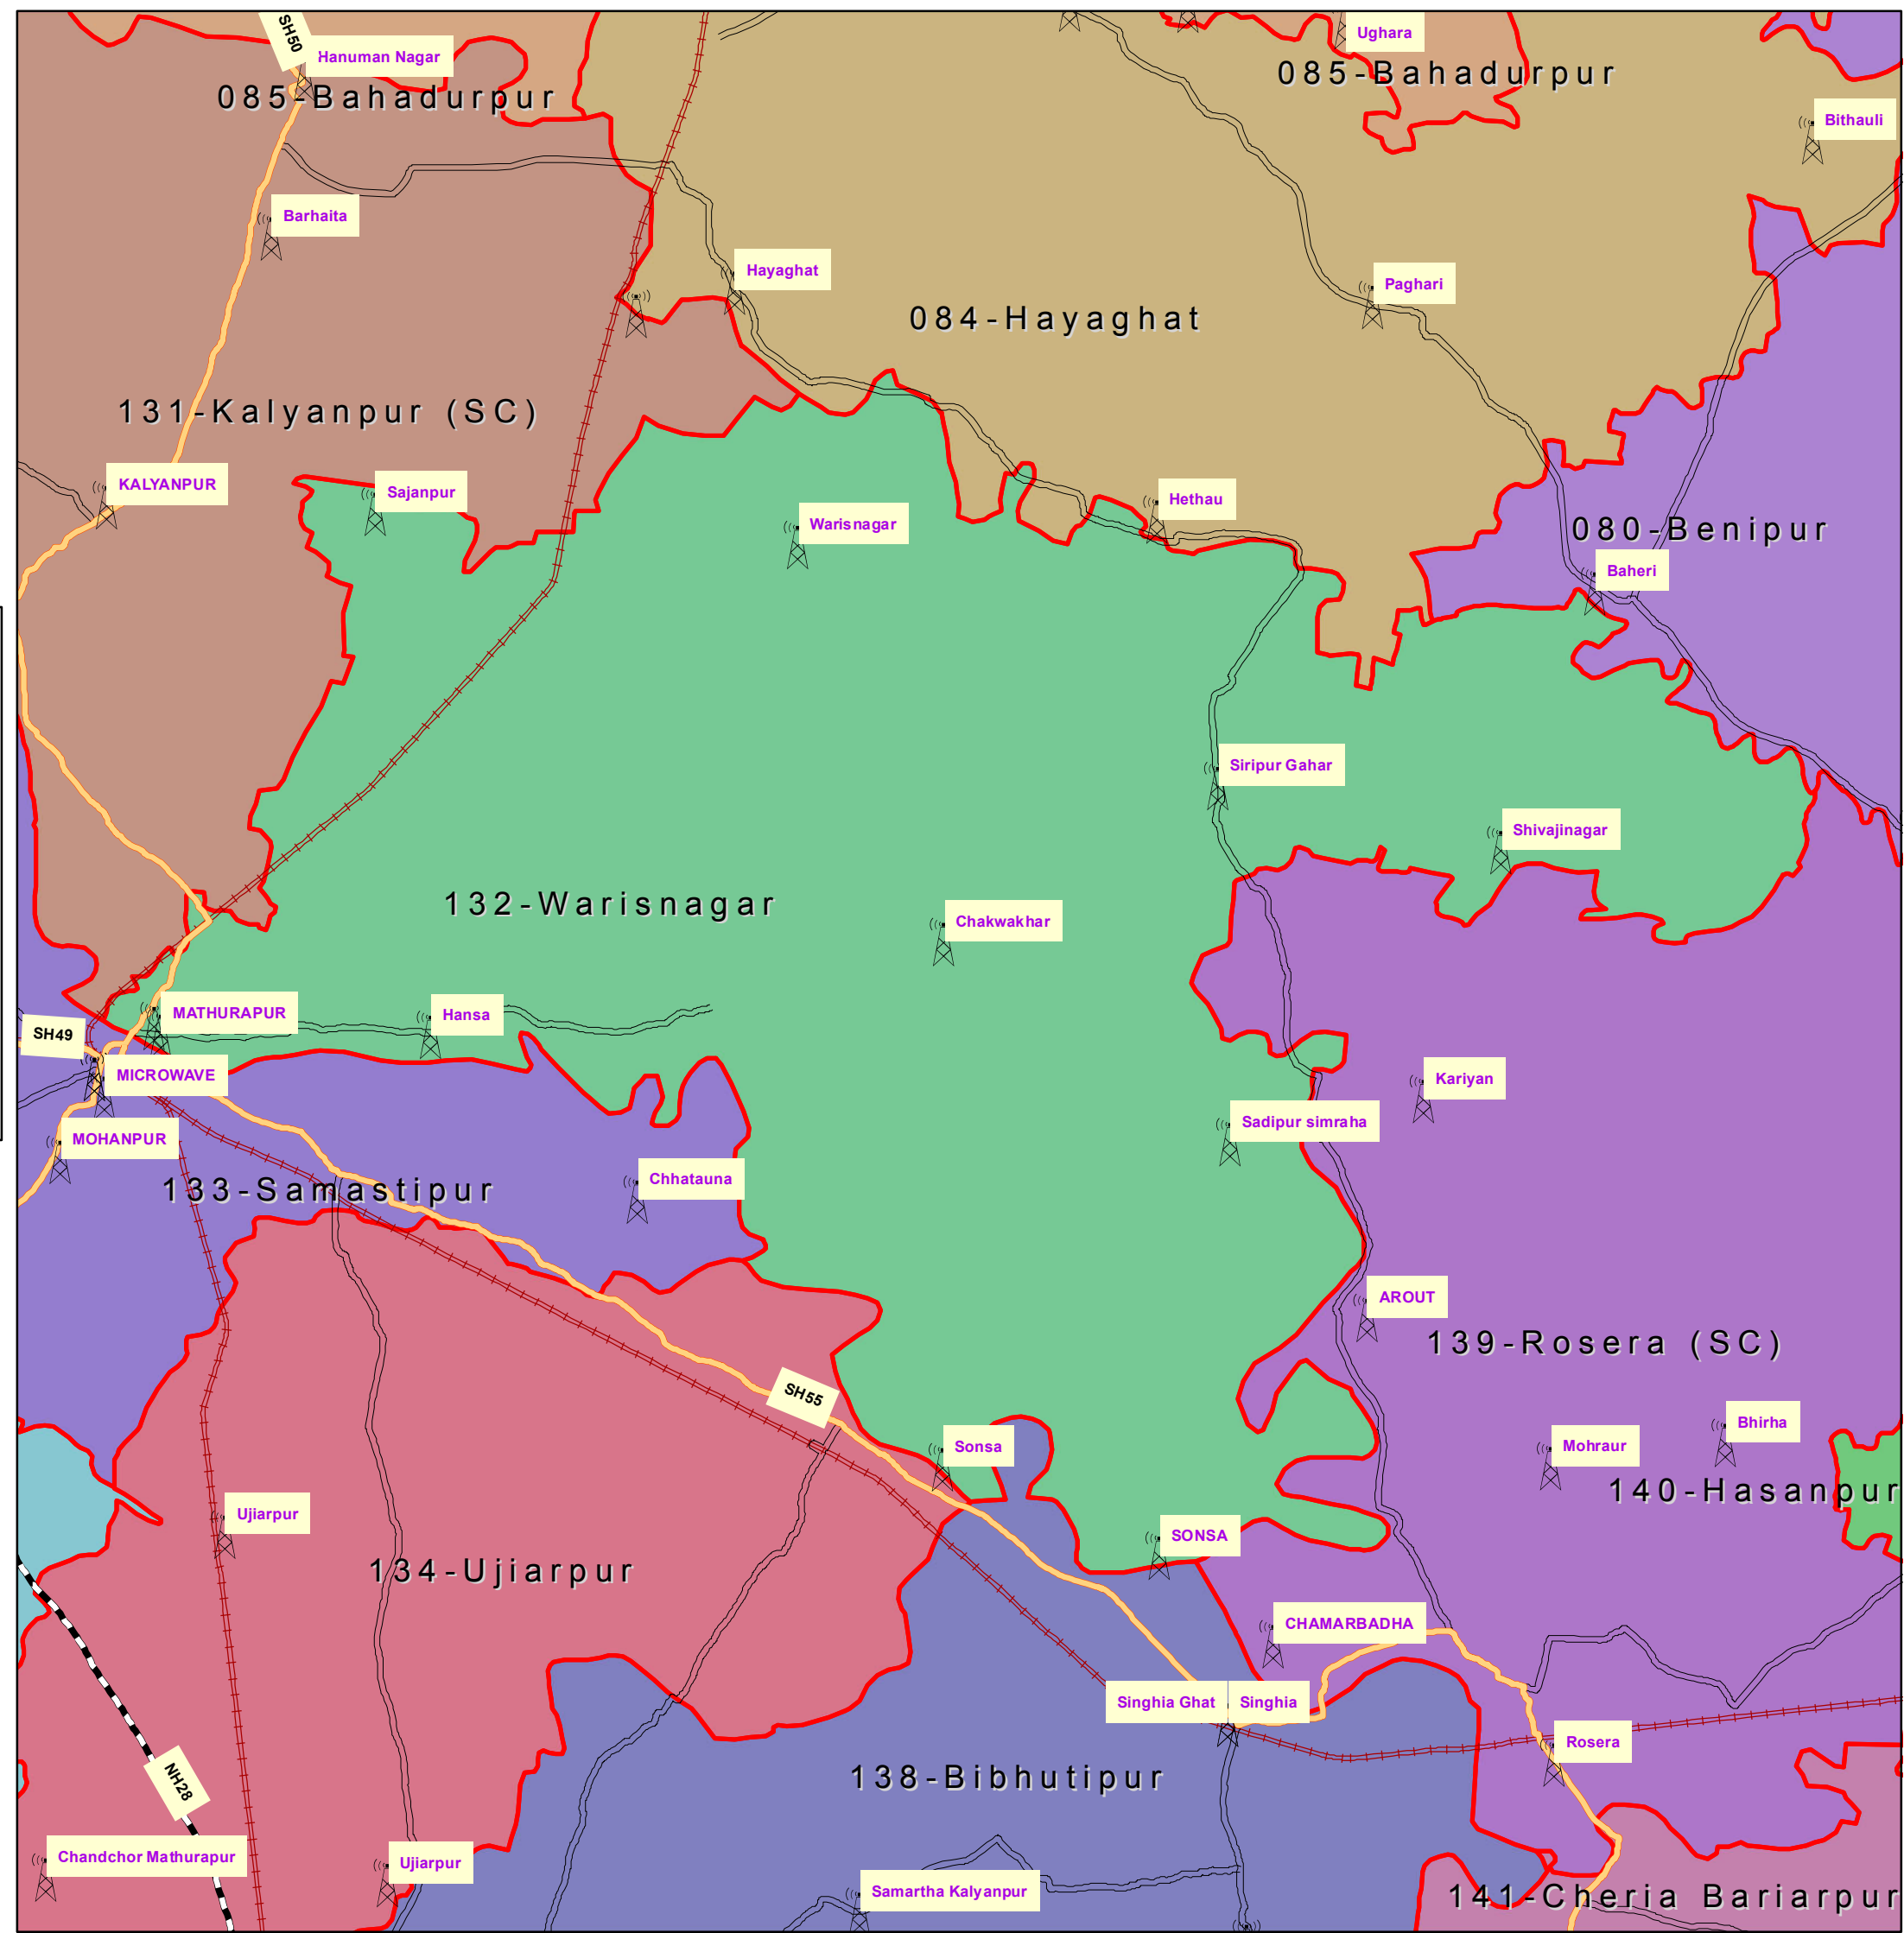 SH50
Hanuman Nagar
Ughara
085-Bahadurpur
085-Bahadurpur
Bithauli
Barhaita
Hayaghat
Paghari
084-Hayaghat
131-Kalyanpur (SC)
KALYANPUR
Sajanpur
Hethau
Warisnagar
080-Benipur
Baheri
Siripur Gahar
Shivajinagar
132-Warisnagar
Chakwakhar
MATHURAPUR
Hansa
SH49
MICROWAVE
Kariyan
Sadipur simraha
MOHANPUR
Chhatauna
133-Samastipur
AROUT
139-Rosera (SC)
SH55
Bhirha
Sonsa
Mohraur
140-Hasanpur
Ujiarpur
SONSA
134-Ujiarpur
CHAMARBADHA
Singhia Ghat
Singhia
Rosera
138-Bibhutipur
NH28
Chandchor Mathurapur
Ujiarpur
Samartha Kalyanpur
141-Cheria Bariarpur